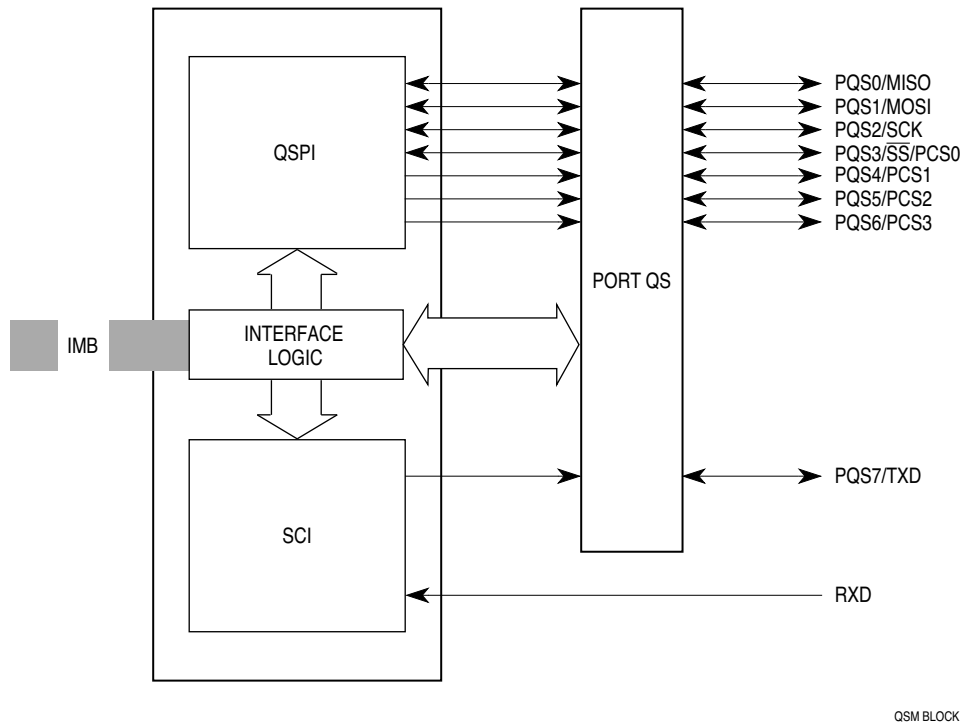 QSPI
PQS0/MISO
PQS1/MOSI
PQS2/SCK
PQS3/S̅S̅/PCS0
PQS4/PCS1
PQS5/PCS2
PQS6/PCS3
PORT QS
IMB
INTERFACE
LOGIC
SCI
PQS7/TXD
RXD
QSM BLOCK